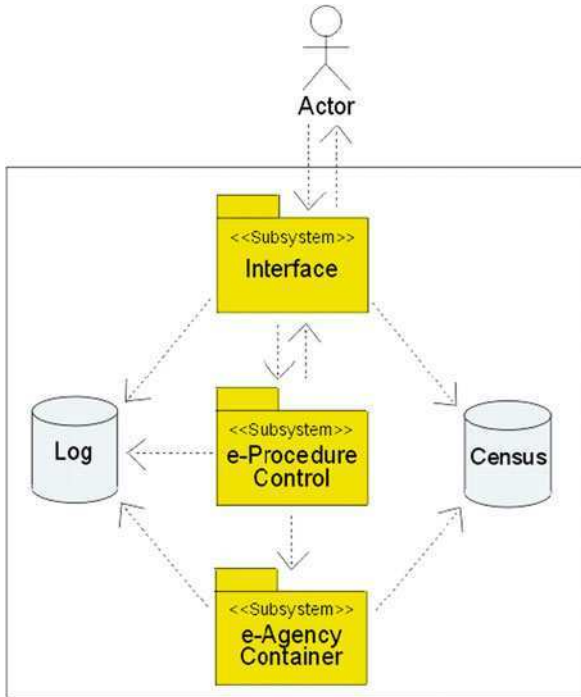 Actor
<<Subsystem>>
Interface
<<Subsystem>>
e-Procedure
Control
Log
Census
<<Subsystem>>
e-Agency
Container